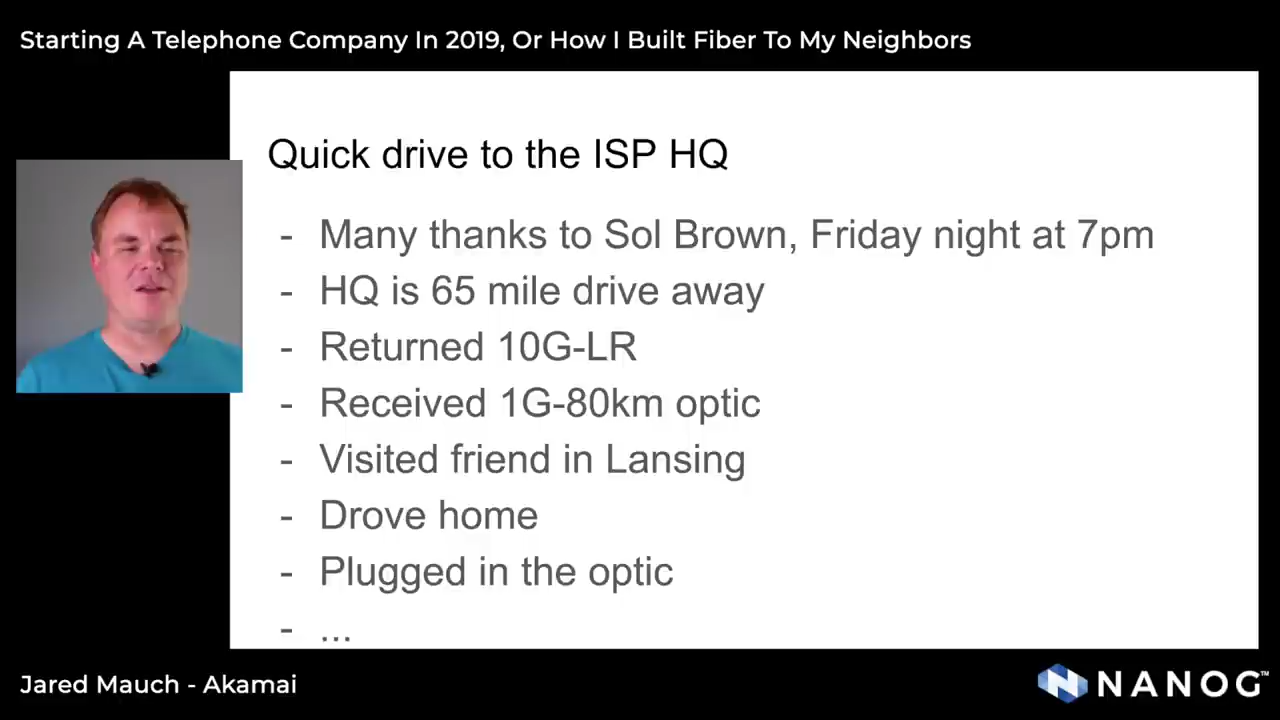 Starting A Telephone Company In 2019, Or How I Built Fiber To My Neighbors
Quick drive to the ISP HQ
- Many thanks to Sol Brown, Friday night at 7pm
- HQ is 65 mile drive away
- Returned 10G-LR
- Received 1G-80km optic
- Visited friend in Lansing
- Drove home
- Plugged in the optic
- ...
Jared Mauch - Akamai
NANOG™